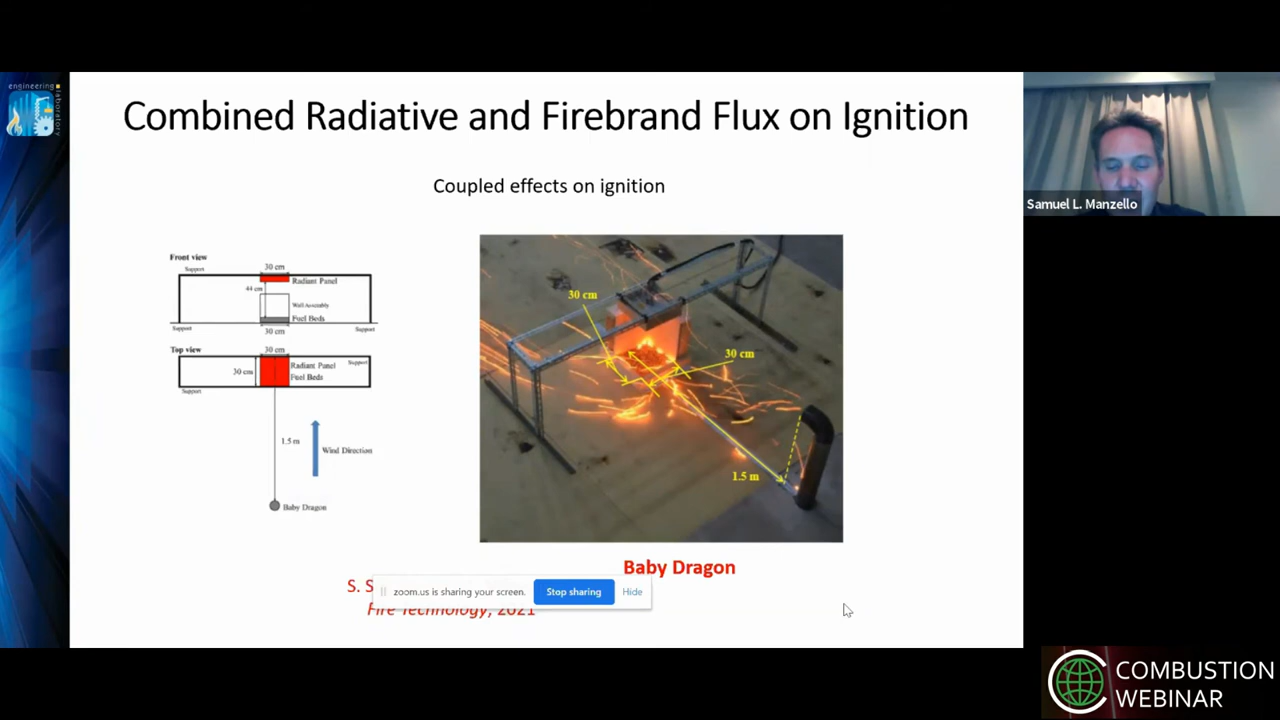 engineering
laboratory
Combined Radiative and Firebrand Flux on Ignition
Coupled effects on ignition
Samuel L. Manzello
Front view
Support
30 cm
Radiant Panel
44 cm
Wall Assembly
Fuel Beds
Support
30 cm
Support
Top view
30 cm
Support
30 cm
Radiant Panel
Fuel Beds
Support
1.5 m
Wind Direction
Baby Dragon
30 cm
30 cm
1.5 m
Baby Dragon
S. S
zoom.us is sharing your screen.
Stop sharing
Hide
Fire Technology, 2021
COMBUSTION
WEBINAR